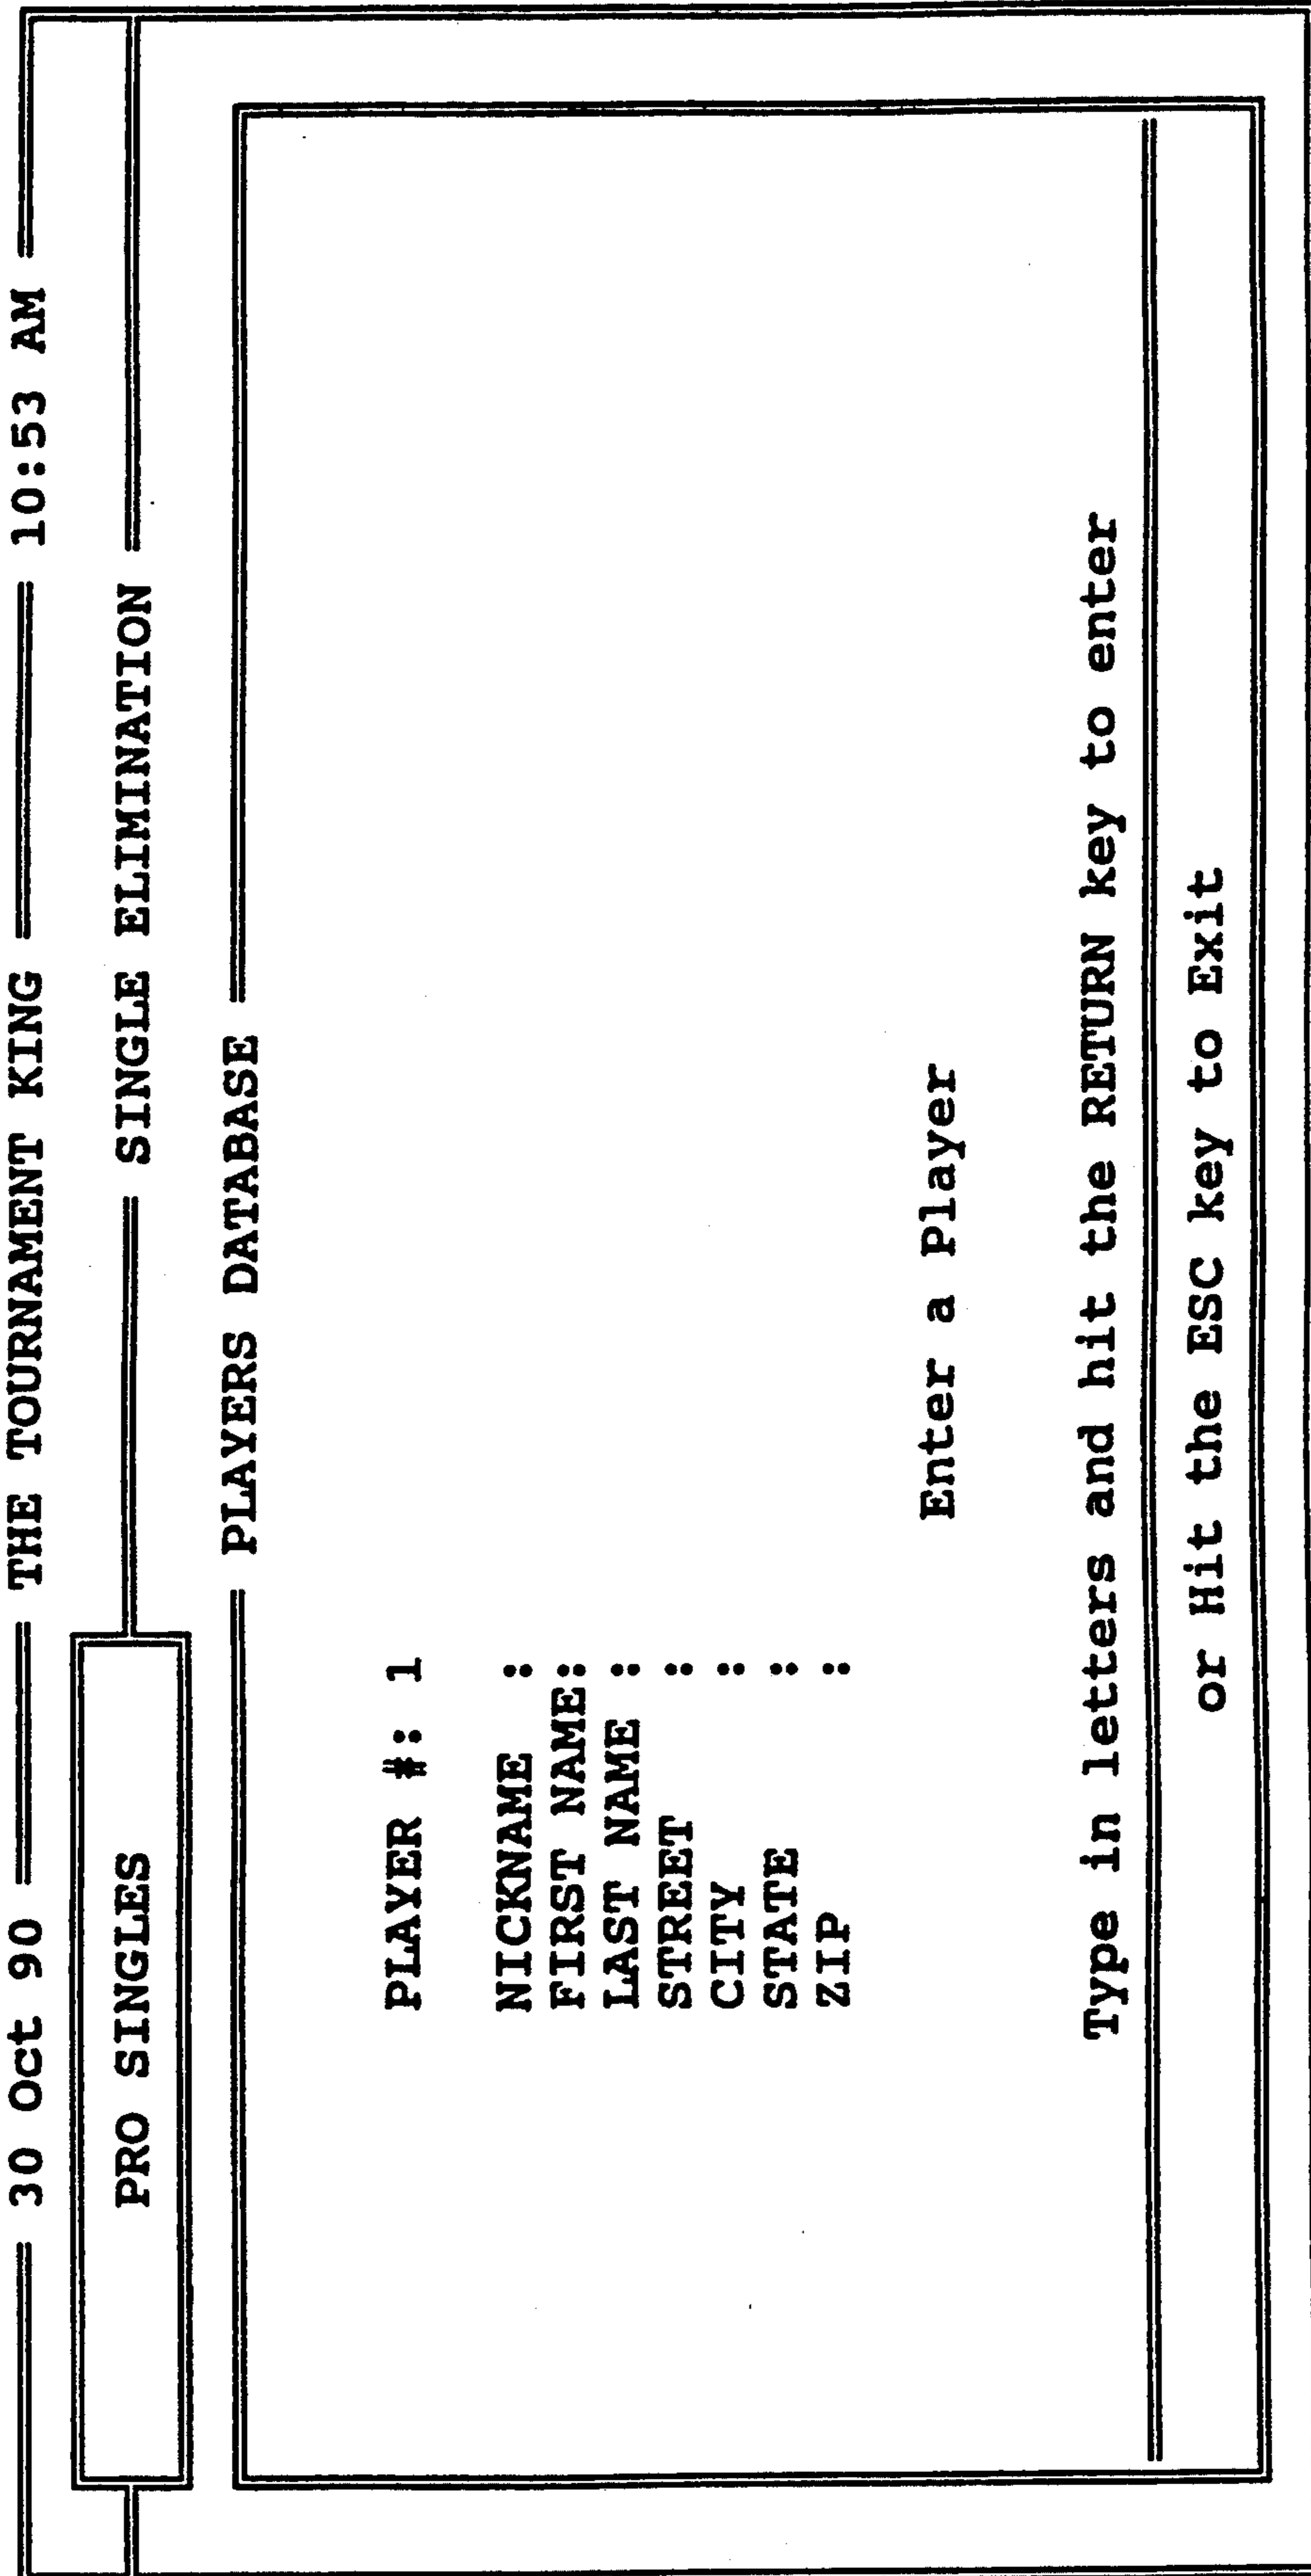 30 Oct 90 THE TOURNAMENT KING 10:53 AM
PRO SINGLES SINGLE ELIMINATION
PLAYERS DATABASE
PLAYER #: 1
NICKNAME :
FIRST NAME:
LAST NAME :
STREET :
CITY :
STATE :
ZIP :
Enter a Player
Type in letters and hit the RETURN key to enter
or Hit the ESC key to Exit